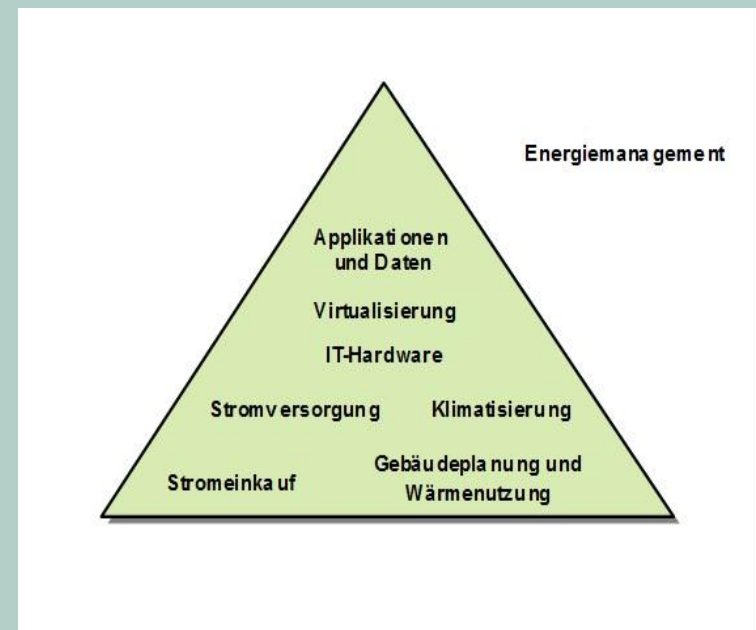 Energiemanagement
Applikationen
und Daten
Virtualisierung
IT-Hardware
Stromversorgung
Klimatisierung
Stromeinkauf
Gebäudeplanung und
Wärmenutzung